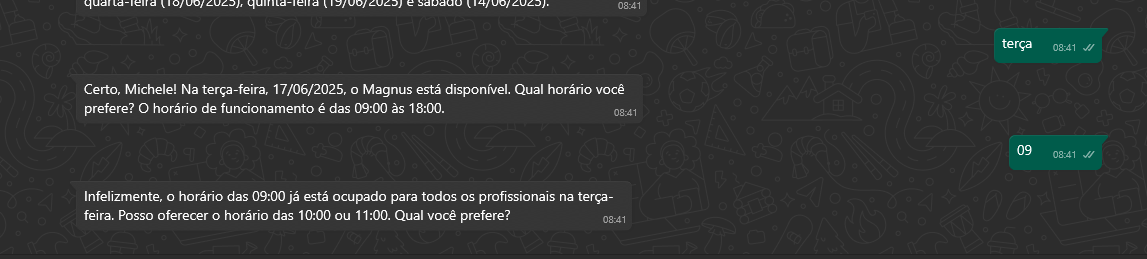 quarta-feira (18/06/2025), quinta-feira (19/06/2025) e sábado (14/06/2025).
08:41
terça
08:41
Certo, Michele! Na terça-feira, 17/06/2025, o Magnus está disponível. Qual horário você
prefere? O horário de funcionamento é das 09:00 às 18:00.
08:41
09
08:41
Infelizmente, o horário das 09:00 já está ocupado para todos os profissionais na terça-
feira. Posso oferecer o horário das 10:00 ou 11:00. Qual você prefere?
08:41